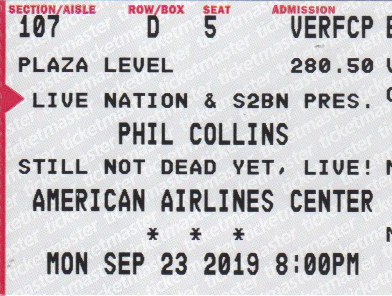 SECTION/AISLE ROW/BOX SEAT ADMISSION
107 D 5 VERFCP
PLAZA LEVEL 280.50
LIVE NATION & S2BN PRES.
PHIL COLLINS
STILL NOT DEAD YET, LIVE!
AMERICAN AIRLINES CENTER
* * *
MON SEP 23 2019 8:00PM